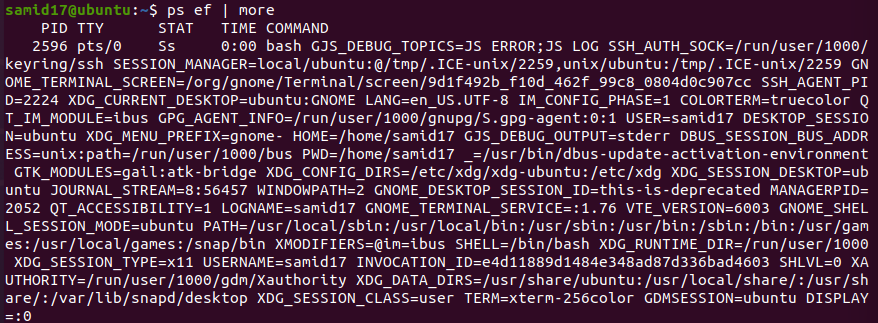 samid17@ubuntu:~$ ps ef | more
    PID TTY      STAT   TIME COMMAND
   2596 pts/0    Ss     0:00 bash GJS_DEBUG_TOPICS=JS ERROR;JS LOG SSH_AUTH_SOCK=/run/user/1000/
keyring/ssh SESSION_MANAGER=local/ubuntu:@/tmp/.ICE-unix/2259,unix/ubuntu:/tmp/.ICE-unix/2259 GN
OME_TERMINAL_SCREEN=/org/gnome/Terminal/screen/9d1f492b_f10d_462f_99c8_0804d0c907cc SSH_AGENT_PI
D=2224 XDG_CURRENT_DESKTOP=ubuntu:GNOME LANG=en_US.UTF-8 IM_CONFIG_PHASE=1 COLORTERM=truecolor Q
T_IM_MODULE=ibus GPG_AGENT_INFO=/run/user/1000/gnupg/S.gpg-agent:0:1 USER=samid17 DESKTOP_SESSIO
N=ubuntu XDG_MENU_PREFIX=gnome- HOME=/home/samid17 GJS_DEBUG_OUTPUT=stderr DBUS_SESSION_BUS_ADDR
ESS=unix:path=/run/user/1000/bus PWD=/home/samid17 _=/usr/bin/dbus-update-activation-environment
 GTK_MODULES=gail:atk-bridge XDG_CONFIG_DIRS=/etc/xdg/xdg-ubuntu:/etc/xdg XDG_SESSION_DESKTOP=ub
untu JOURNAL_STREAM=8:56457 WINDOWPATH=2 GNOME_DESKTOP_SESSION_ID=this-is-deprecated MANAGERPID=
2052 QT_ACCESSIBILITY=1 LOGNAME=samid17 GNOME_TERMINAL_SERVICE=:1.76 VTE_VERSION=6003 GNOME_SHEL
L_SESSION_MODE=ubuntu PATH=/usr/local/sbin:/usr/local/bin:/usr/sbin:/usr/bin:/sbin:/bin:/usr/gam
es:/usr/local/games:/snap/bin XMODIFIERS=@im=ibus SHELL=/bin/bash XDG_RUNTIME_DIR=/run/user/1000
 XDG_SESSION_TYPE=x11 USERNAME=samid17 INVOCATION_ID=e4d11889d1484e348ad87d336bad4603 SHLVL=0 XA
UTHORITY=/run/user/1000/gdm/Xauthority XDG_DATA_DIRS=/usr/share/ubuntu:/usr/local/share/:/usr/sh
are/:/var/lib/snapd/desktop XDG_SESSION_CLASS=user TERM=xterm-256color GDMSESSION=ubuntu DISPLAY
=:0